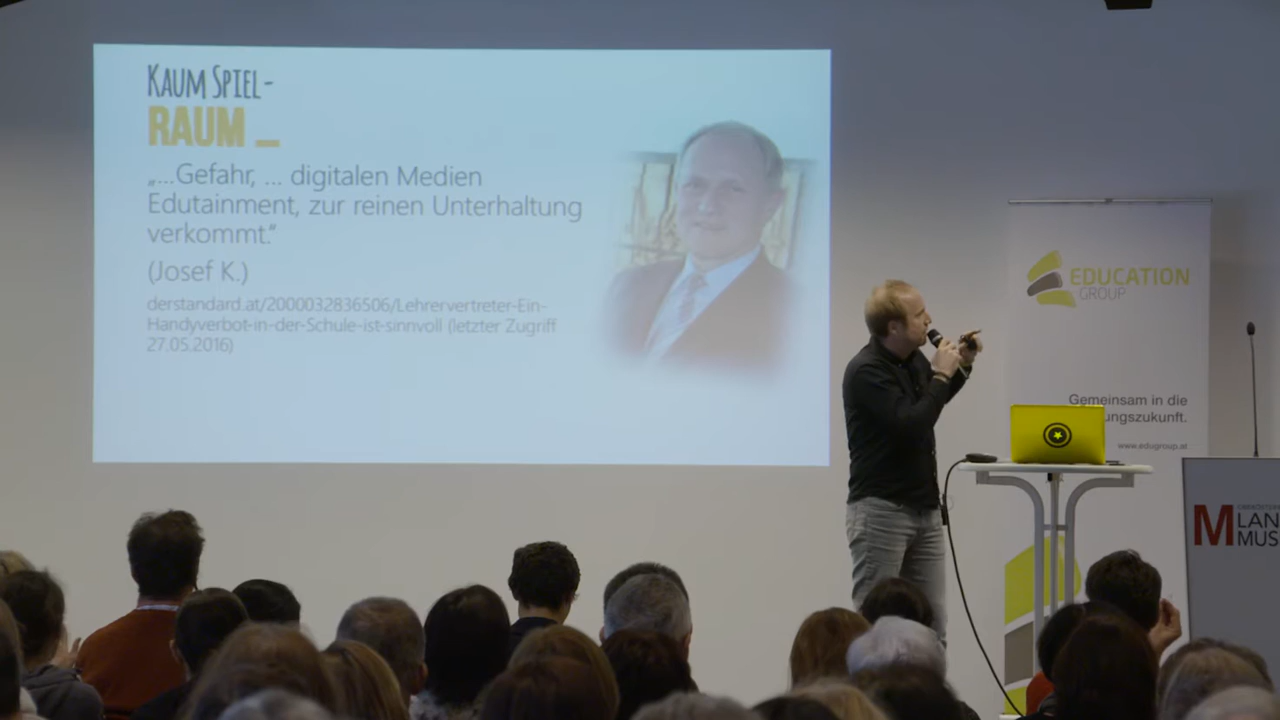 KAUM SPIEL-
RAUM _
„...Gefahr, ... digitalen Medien
Edutainment, zur reinen Unterhaltung
verkommt.“
(Josef K.)
derstandard.at/2000032836506/Lehrervertreter-Ein-
Handyverbot-in-der-Schule-ist-sinnvoll (letzter Zugriff
27.05.2016)
EDUCATION
GROUP
Gemeinsam in die
ungszukunft.
www.edugroup.at
M LAN
MUS